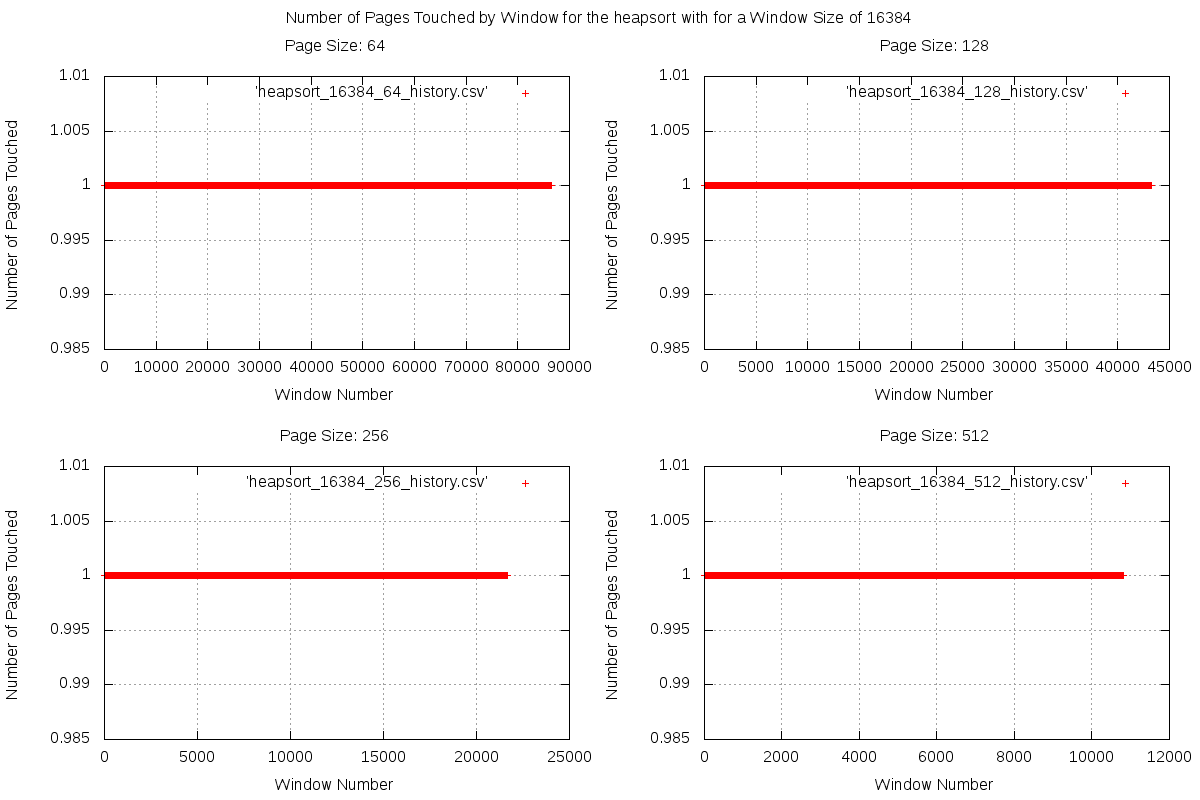 Number of Pages Touched by Window for the heapsort with for a Window Size of 16384
Page Size: 64
1.01
1.005
1
0.995
0.99
0.985
Number of Pages Touched
'heapsort_16384_64_history.csv'
0 10000 20000 30000 40000 50000 60000 70000 80000 90000
Window Number
Page Size: 128
1.01
1.005
1
0.995
0.99
0.985
Number of Pages Touched
'heapsort_16384_128_history.csv'
0 5000 10000 15000 20000 25000 30000 35000 40000 45000
Window Number
Page Size: 256
1.01
1.005
1
0.995
0.99
0.985
Number of Pages Touched
'heapsort_16384_256_history.csv'
0 5000 10000 15000 20000 25000
Window Number
Page Size: 512
1.01
1.005
1
0.995
0.99
0.985
Number of Pages Touched
'heapsort_16384_512_history.csv'
0 2000 4000 6000 8000 10000 12000
Window Number